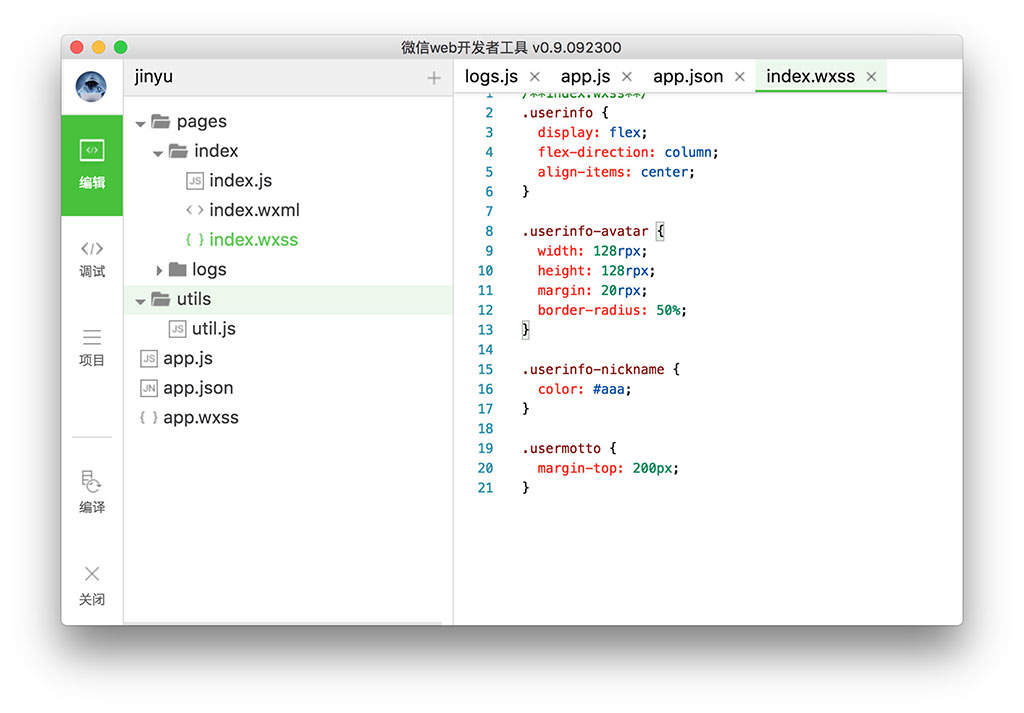 微信web开发者工具 v0.9.092300
jinyu
logs.js
app.js
app.json
index.wxss
编辑
调试
项目
编译
关闭
pages
index
JS index.js
index.wxml
{ } index.wxss
logs
utils
JS util.js
JS app.js
JN app.json
{ } app.wxss
1 /**index.wxss**/
2 .userinfo {
3 display: flex;
4 flex-direction: column;
5 align-items: center;
6 }
7
8 .userinfo-avatar {
9 width: 128rpx;
10 height: 128rpx;
11 margin: 20rpx;
12 border-radius: 50%;
13 }
14
15 .userinfo-nickname {
16 color: #aaa;
17 }
18
19 .usermotto {
20 margin-top: 200px;
21 }